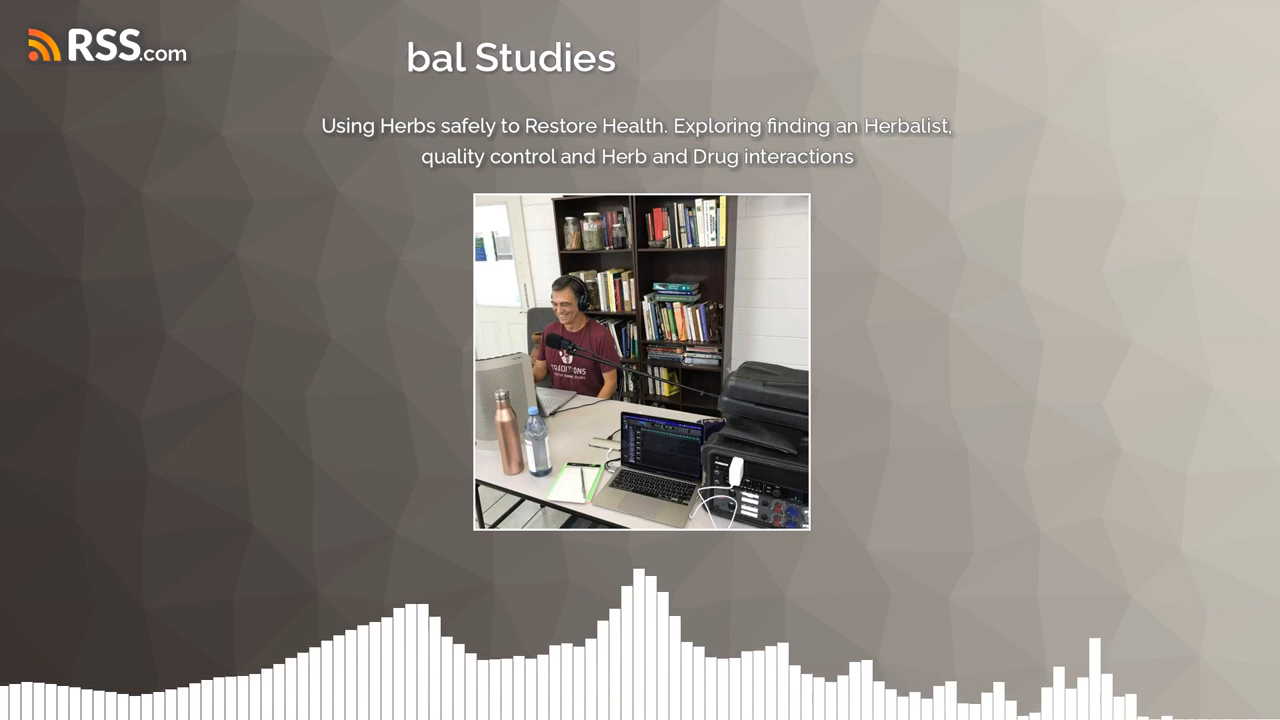 RSS.com
bal Studies
Using Herbs safely to Restore Health. Exploring finding an Herbalist,
quality control and Herb and Drug interactions
TRADITIONS